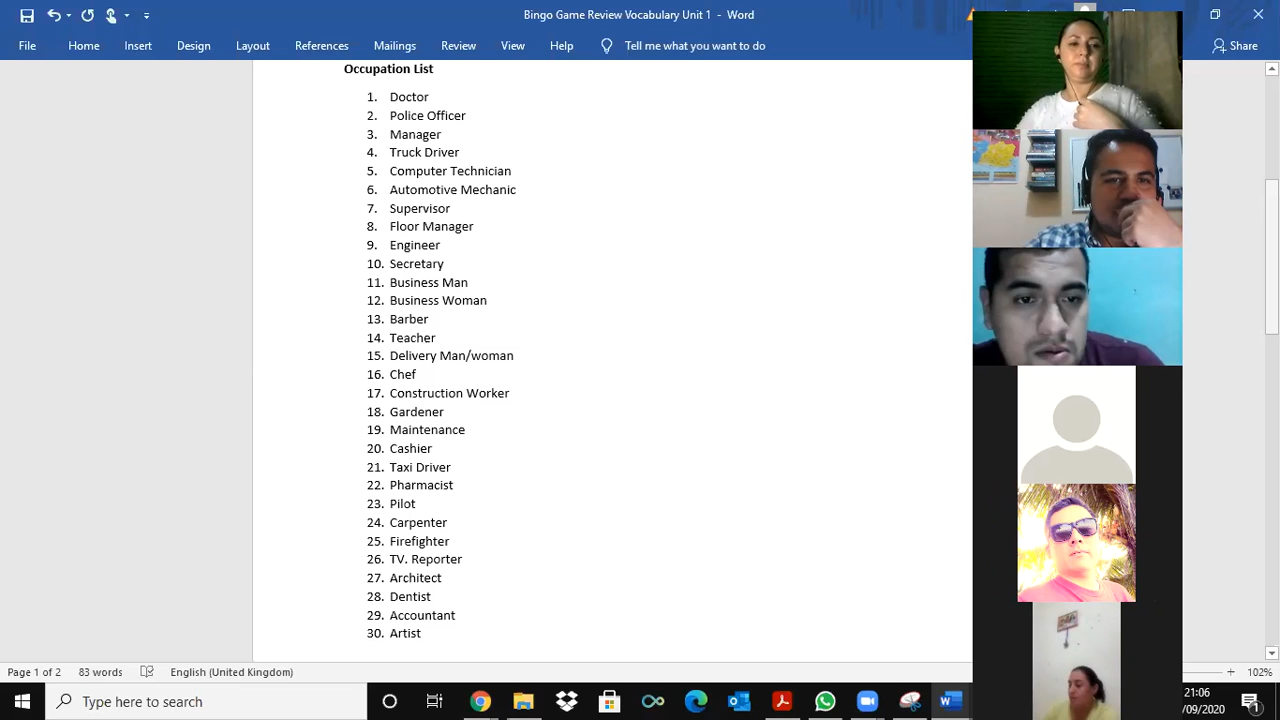 Bingo Game Review Vocabulary Unit 1 - Word
File Home Insert Design Layout References Mailings Review View Help Tell me what you want to do Share
Occupation List
1. Doctor
2. Police Officer
3. Manager
4. Truck Driver
5. Computer Technician
6. Automotive Mechanic
7. Supervisor
8. Floor Manager
9. Engineer
10. Secretary
11. Business Man
12. Business Woman
13. Barber
14. Teacher
15. Delivery Man/woman
16. Chef
17. Construction Worker
18. Gardener
19. Maintenance
20. Cashier
21. Taxi Driver
22. Pharmacist
23. Pilot
24. Carpenter
25. Firefighter
26. TV. Reporter
27. Architect
28. Dentist
29. Accountant
30. Artist
Page 1 of 2 83 words English (United Kingdom) 102%
Type here to search 21:06
/09/2020